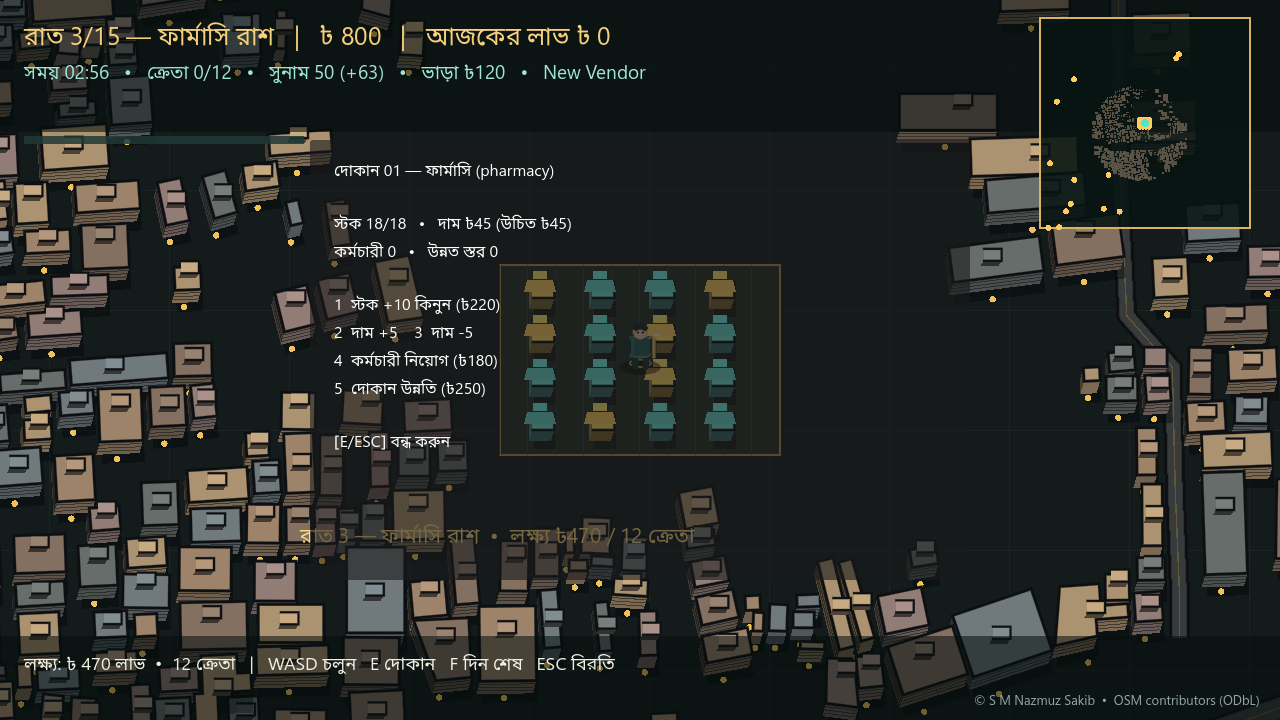 রাত 3/15 — ফার্মাসি রাশ | ৳ 800 | আজকের লাভ ৳ 0
সময় 02:56 • ক্রেতা 0/12 • সুনাম 50 (+63) • ভাড়া ৳120 • New Vendor
দোকান 01 — ফার্মাসি (pharmacy)
স্টক 18/18 • দাম ৳45 (উচিত ৳45)
কর্মচারী 0 • উন্নত স্তর 0
1 স্টক +10 কিনুন (৳220)
2 দাম +5 3 দাম -5
4 কর্মচারী নিয়োগ (৳180)
5 দোকান উন্নতি (৳250)
[E/ESC] বন্ধ করুন
রাত 3 — ফার্মাসি রাশ • লক্ষ্য ৳470 / 12 ক্রেতা
লক্ষ্য: ৳ 470 লাভ • 12 ক্রেতা | WASD চলুন E দোকান F দিন শেষ ESC বিরতি
© S M Nazmuz Sakib • OSM contributors (ODbL)